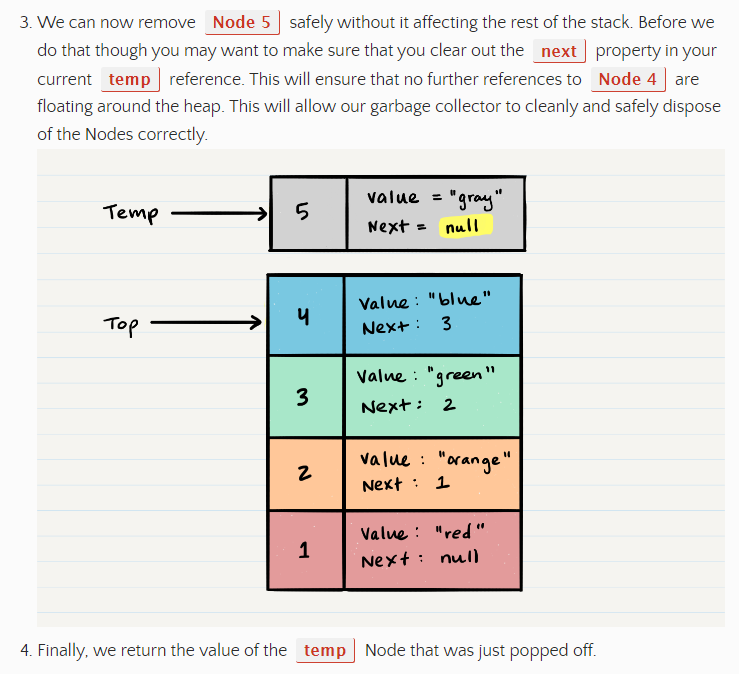 3. We can now remove Node 5 safely without it affecting the rest of the stack. Before we
do that though you may want to make sure that you clear out the next property in your
current temp reference. This will ensure that no further references to Node 4 are
floating around the heap. This will allow our garbage collector to cleanly and safely dispose
of the Nodes correctly.
Temp
5
value = "gray"
Next = null
Top
4
Value : "blue"
Next : 3
3
Value : "green"
Next : 2
2
Value : "orange"
Next : 1
1
Value : "red"
Next : null
4. Finally, we return the value of the temp Node that was just popped off.